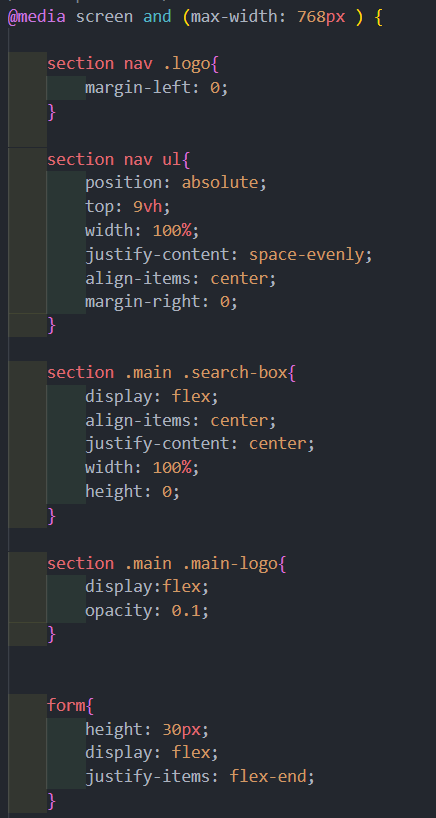 @media screen and (max-width: 768px ) {
section nav .logo{
margin-left: 0;
}
section nav ul{
position: absolute;
top: 9vh;
width: 100%;
justify-content: space-evenly;
align-items: center;
margin-right: 0;
}
section .main .search-box{
display: flex;
align-items: center;
justify-content: center;
width: 100%;
height: 0;
}
section .main .main-logo{
display:flex;
opacity: 0.1;
}
form{
height: 30px;
display: flex;
justify-items: flex-end;
}